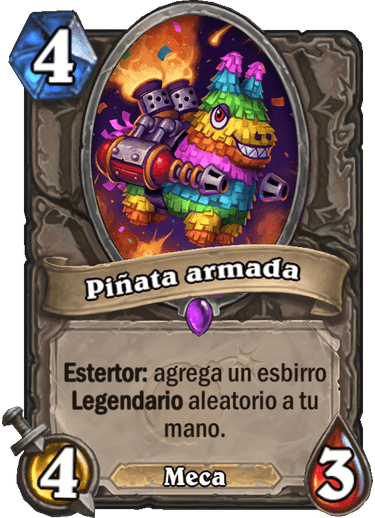 4
Piñata armada
Estertor: agrega un esbirro
Legendario aleatorio a tu
mano.
4
Meca
3